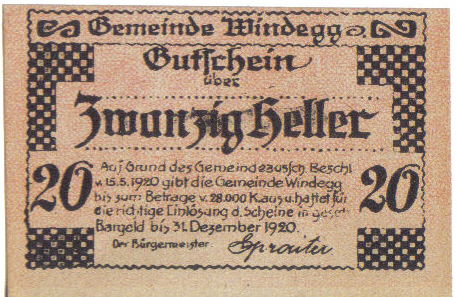 Gemeinde Windegg
Gutschein
über
Zwanzig Heller
20 20
Auf Grund des Gemeindeaussch. Beschl.
v. 15.5.1920 gibt die Gemeinde Windegg
bis zum Betrage v. 28.000 K aus u. haftet für
die richtige Einlösung d. Scheine in gesetzl.
Bargeld bis 31. Dezember 1920.
Der Bürgermeister: